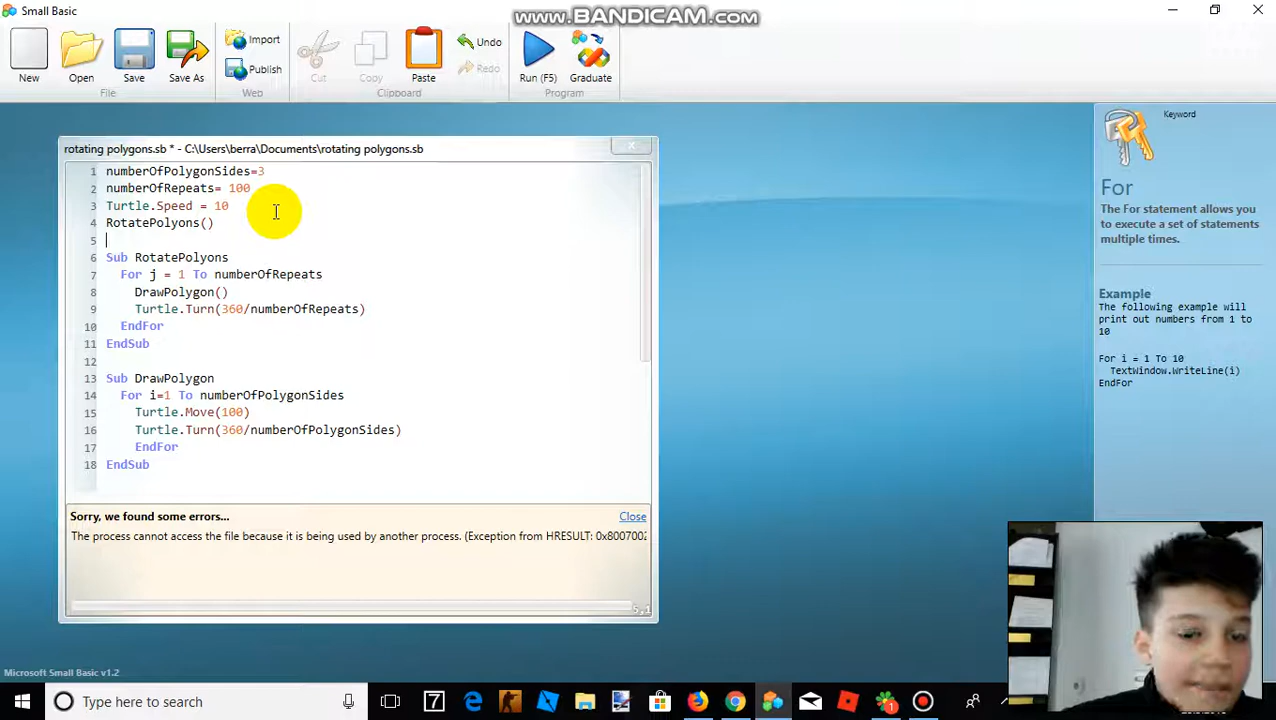 Small Basic
www.BANDICAM.com
New
Open
Save
Save As
Import
Publish
Cut
Copy
Paste
Undo
Redo
Run (F5)
Graduate
File
Web
Clipboard
Program
rotating polygons.sb * - C:\Users\berra\Documents\rotating polygons.sb
1 numberOfPolygonSides=3
2 numberOfRepeats= 100
3 Turtle.Speed = 10
4 RotatePolyons()
5
6 Sub RotatePolyons
7 For j = 1 To numberOfRepeats
8 DrawPolygon()
9 Turtle.Turn(360/numberOfRepeats)
10 EndFor
11 EndSub
12
13 Sub DrawPolygon
14 For i=1 To numberOfPolygonSides
15 Turtle.Move(100)
16 Turtle.Turn(360/numberOfPolygonSides)
17 EndFor
18 EndSub
Sorry, we found some errors...
Close
The process cannot access the file because it is being used by another process. (Exception from HRESULT: 0x8007002
5,1
Keyword
For
The For statement allows you
to execute a set of statements
multiple times.
Example
The following example will
print out numbers from 1 to
10
For i = 1 To 10
TextWindow.WriteLine(i)
EndFor
Microsoft Small Basic v1.2
Type here to search
7
1